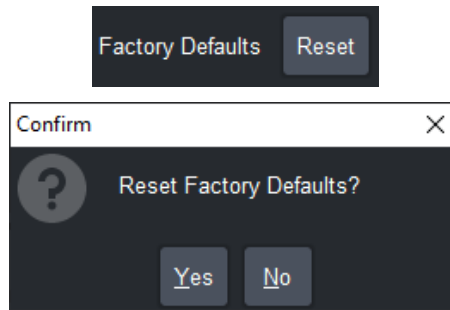 Factory Defaults Reset
Confirm
Reset Factory Defaults?
Yes No